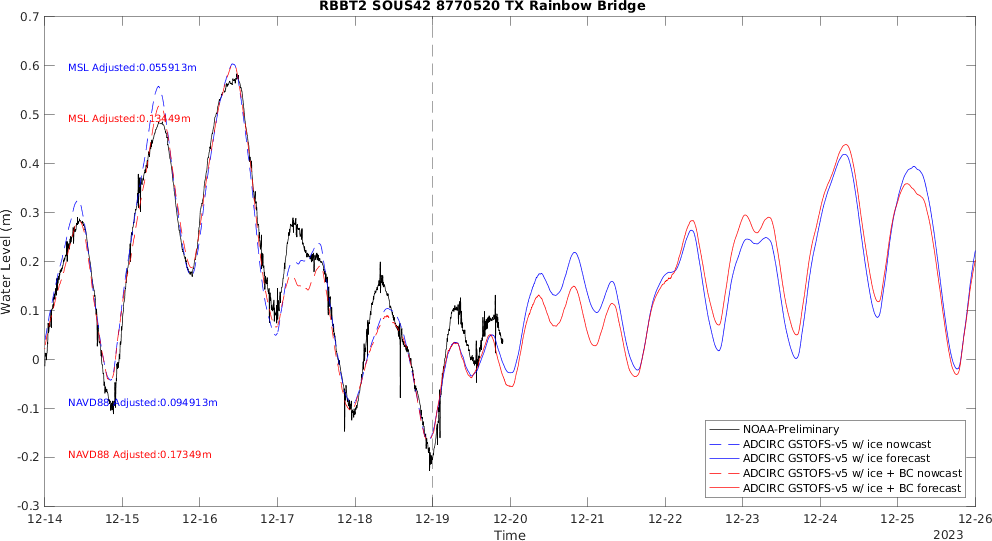 RBBT2 SOUS42 8770520 TX Rainbow Bridge
0.7
0.6
0.5
0.4
0.3
0.2
0.1
0
-0.1
-0.2
-0.3
Water Level (m)
MSL Adjusted:0.055913m
MSL Adjusted:0.13449m
NAVD88 Adjusted:0.094913m
NAVD88 Adjusted:0.17349m
NOAA-Preliminary
ADCIRC GSTOFS-v5 w/ ice nowcast
ADCIRC GSTOFS-v5 w/ ice forecast
ADCIRC GSTOFS-v5 w/ ice + BC nowcast
ADCIRC GSTOFS-v5 w/ ice + BC forecast
12-14 12-15 12-16 12-17 12-18 12-19 12-20 12-21 12-22 12-23 12-24 12-25 12-26
Time
2023